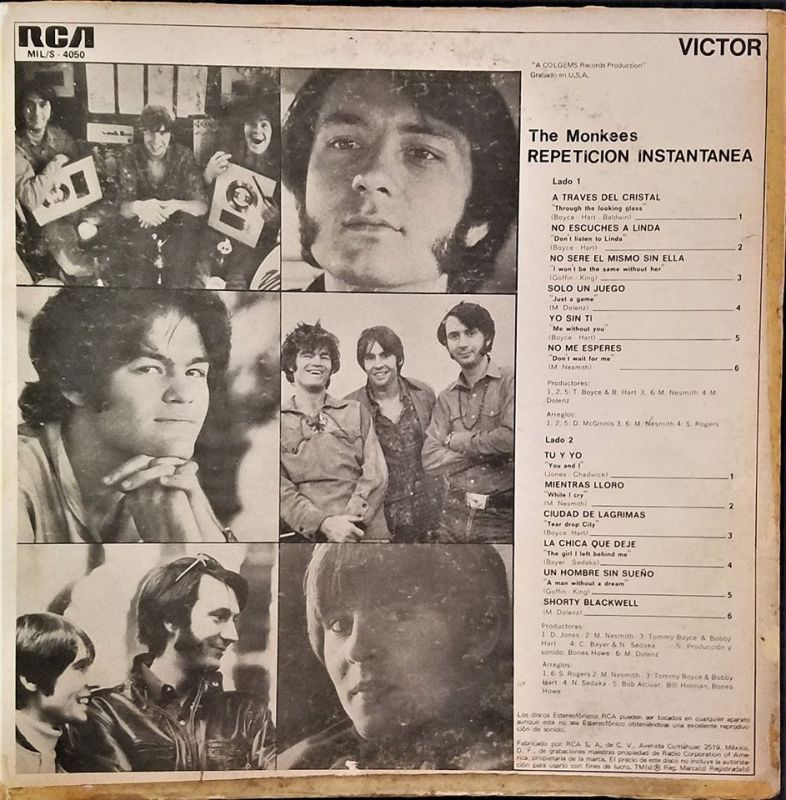 RCA
MIL/S - 4050
VICTOR
"A COLGEMS Records Production"
Grabado en U.S.A.
The Monkees
REPETICION INSTANTANEA
Lado 1
A TRAVES DEL CRISTAL
"Through the looking glass"
(Boyce - Hart - Baldwin) 1
NO ESCUCHES A LINDA
"Don't listen to Linda"
(Boyce - Hart) 2
NO SERE EL MISMO SIN ELLA
"I won't be the same without her"
(Goffin - King) 3
SOLO UN JUEGO
"Just a game"
(M. Dolenz) 4
YO SIN TI
"Me without you"
(Boyce - Hart) 5
NO ME ESPERES
"Don't wait for me"
(M. Nesmith) 6
Productores:
1, 2, 5: T. Boyce & B. Hart 3, 6: M. Nesmith 4: M.
Dolenz
Arreglos:
1, 2, 5: D. McGinnis 3, 6: M. Nesmith 4: S. Rogers
Lado 2
TU Y YO
"You and I"
(Jones - Chadwick) 1
MIENTRAS LLORO
"While I cry"
(M. Nesmith) 2
CIUDAD DE LAGRIMAS
"Tear drop City"
(Boyce - Hart) 3
LA CHICA QUE DEJE
"The girl I left behind me"
(Bayer - Sedaka) 4
UN HOMBRE SIN SUEÑO
"A man without a dream"
(Goffin - King) 5
SHORTY BLACKWELL
(M. Dolenz) 6
Productores:
1: D. Jones 2: M. Nesmith 3: Tommy Boyce & Bobby
Hart 4: C. Bayer & N. Sedaka 5: Producción y
sonido: Bones Howe 6: M. Dolenz
Arreglos:
1, 6: S. Rogers 2: M. Nesmith 3: Tommy Boyce & Bobby
Hart 4: N. Sedaka 5: Bob Alcivar, Bill Holman, Bones
Howe
Los discos Estereofónicos RCA pueden ser tocados en cualquier aparato
aunque este no sea Estereofónico obteniéndose una excelente reproduc-
ción de sonido.
Fabricado por RCA S, A, de C, V., Avenida Cuitláhuac 2519, México,
D. F., de grabaciones maestras propiedad de Radio Corporation of Ame-
rica, propietaria de la marca. El precio de este disco no incluye la autoriza-
ción para usarlo con fines de lucro, TM(s)® Reg. Marca(s) Registrada(s)